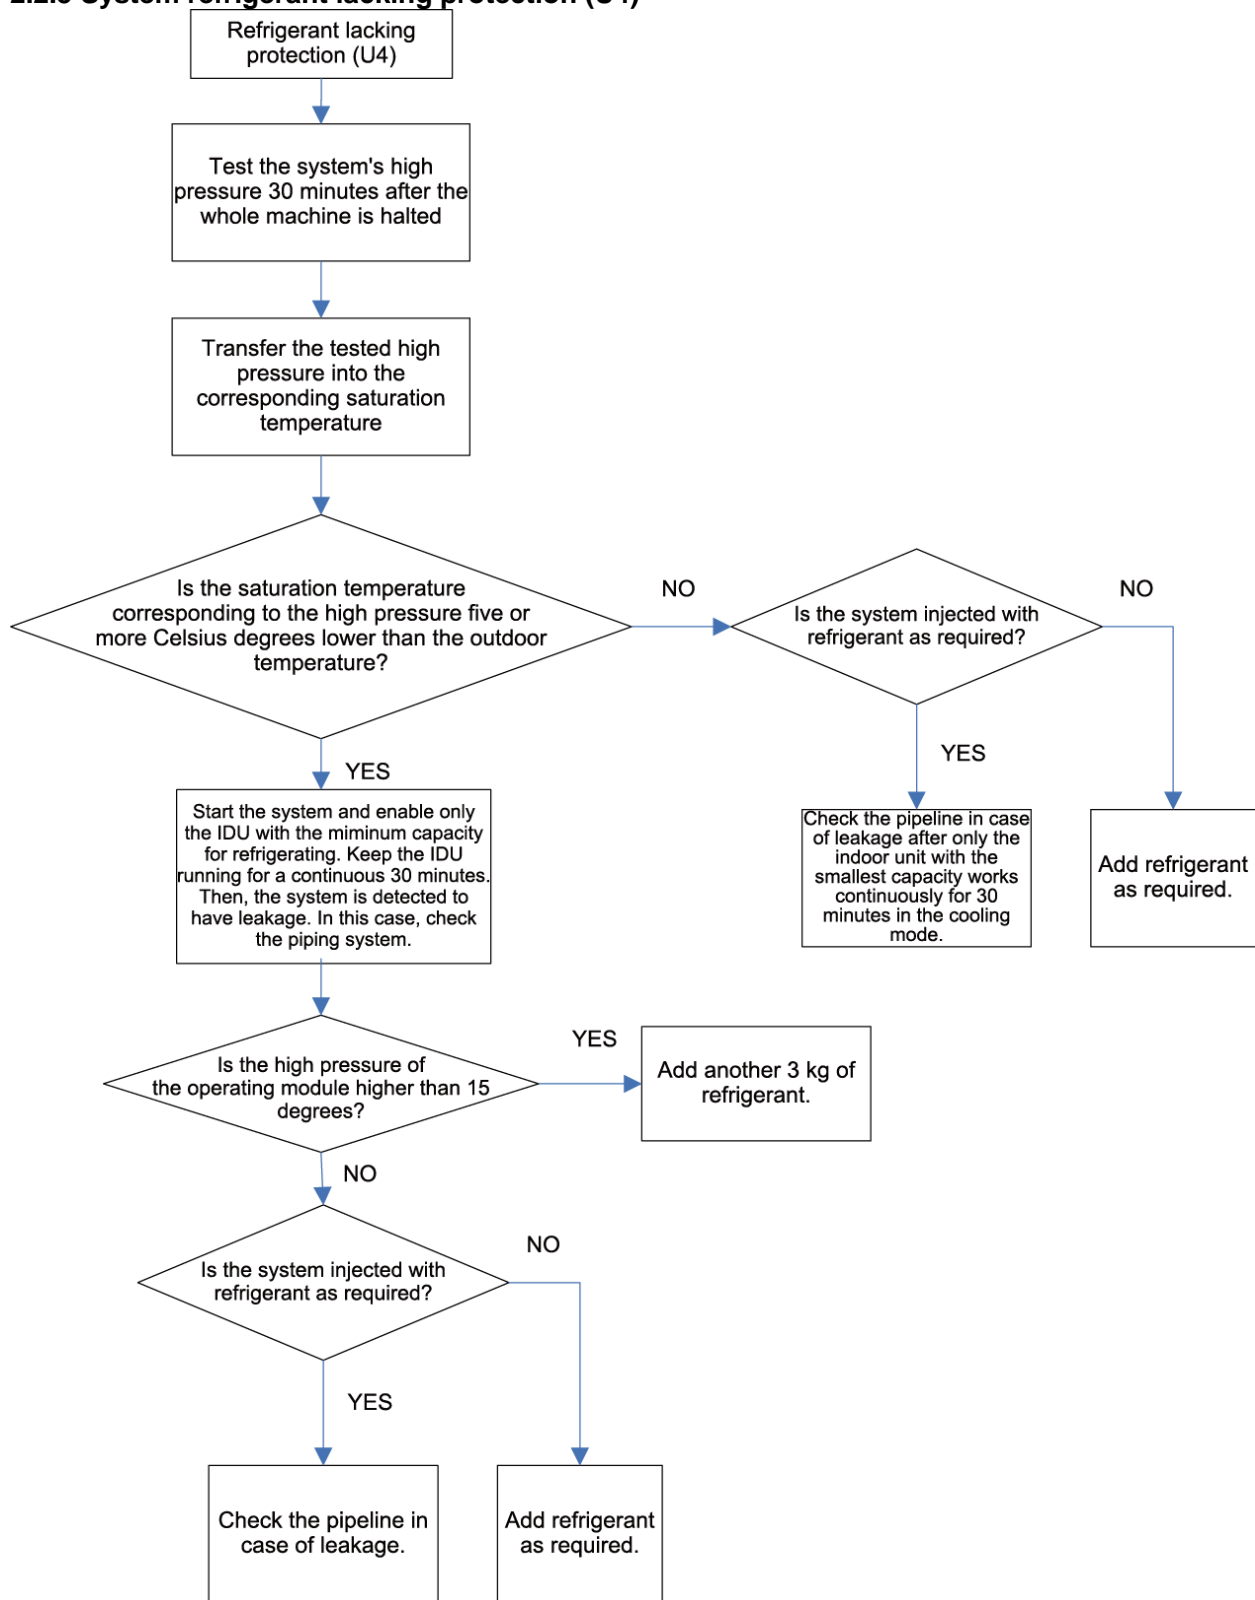 2.2.3 System refrigerant lacking protection (U4)
Refrigerant lacking
protection (U4)
Test the system's high
pressure 30 minutes after the
whole machine is halted
Transfer the tested high
pressure into the
corresponding saturation
temperature
Is the saturation temperature
corresponding to the high pressure five or
more Celsius degrees lower than the outdoor
temperature?
NO
Is the system injected with
refrigerant as required?
NO
YES
YES
Start the system and enable only
the IDU with the miminum capacity
for refrigerating. Keep the IDU
running for a continuous 30 minutes.
Then, the system is detected to
have leakage. In this case, check
the piping system.
Check the pipeline in case
of leakage after only the
indoor unit with the
smallest capacity works
continuously for 30
minutes in the cooling
mode.
Add refrigerant
as required.
Is the high pressure of
the operating module higher than 15
degrees?
YES
Add another 3 kg of
refrigerant.
NO
Is the system injected with
refrigerant as required?
NO
YES
Check the pipeline in
case of leakage.
Add refrigerant
as required.